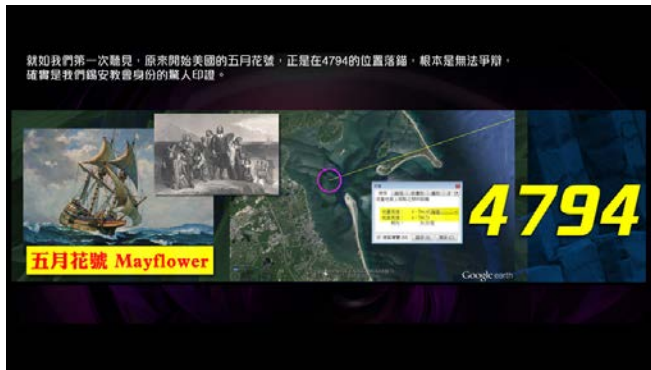 就如我們第一次聽見，原來開始美國的五月花號，正是在4794的位置落錨，根本是無法爭辯，
確實是我們錫安教會身份的驚人印證。
4794
五月花號 Mayflower
Google earth